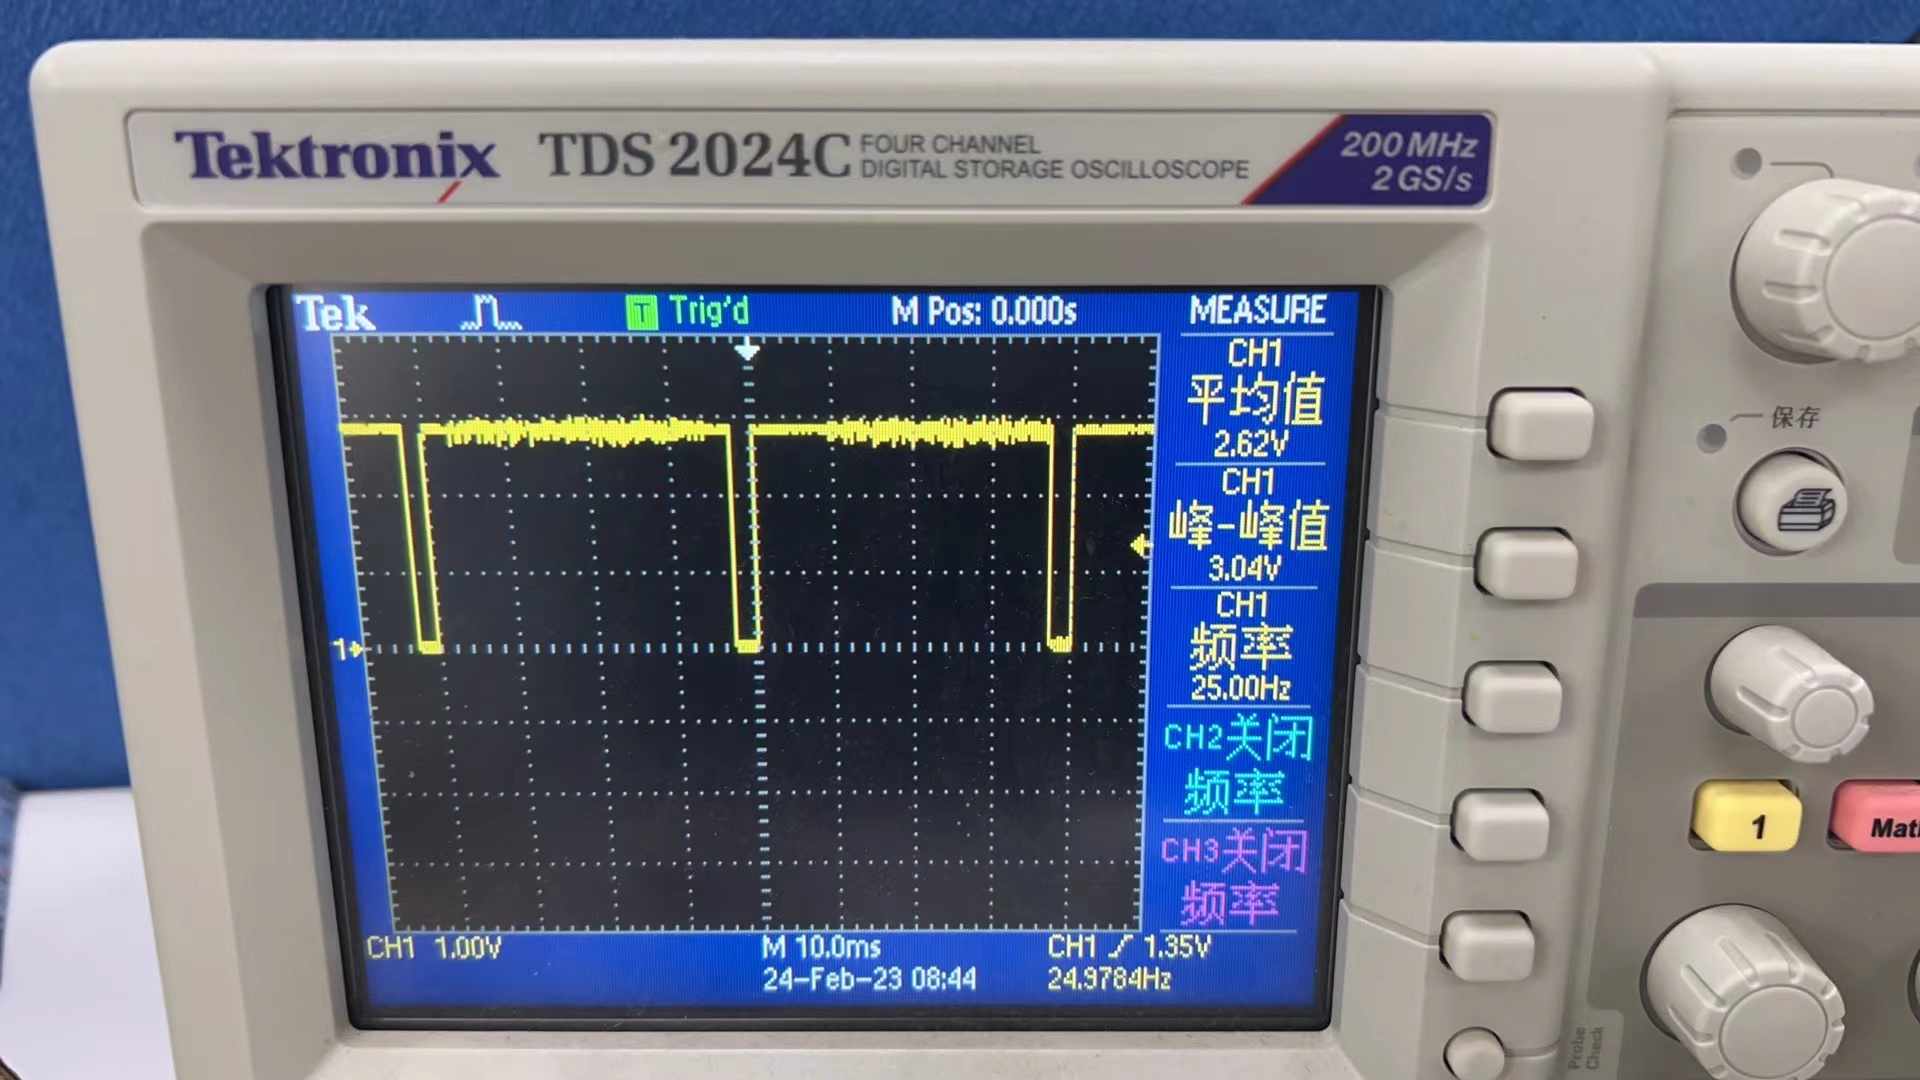 Tektronix TDS 2024C FOUR CHANNEL
DIGITAL STORAGE OSCILLOSCOPE
200 MHz
2 GS/s
Tek T Trig'd M Pos: 0.000s MEASURE
CH1
平均值
2.62V
CH1
峰-峰值
3.04V
CH1
频率
25.00Hz
CH2关闭
频率
CH3关闭
频率
1
CH1 1.00V M 10.0ms CH1 1.35V
24-Feb-23 08:44 24.9784Hz
保存
1
Mat
Probe
Check